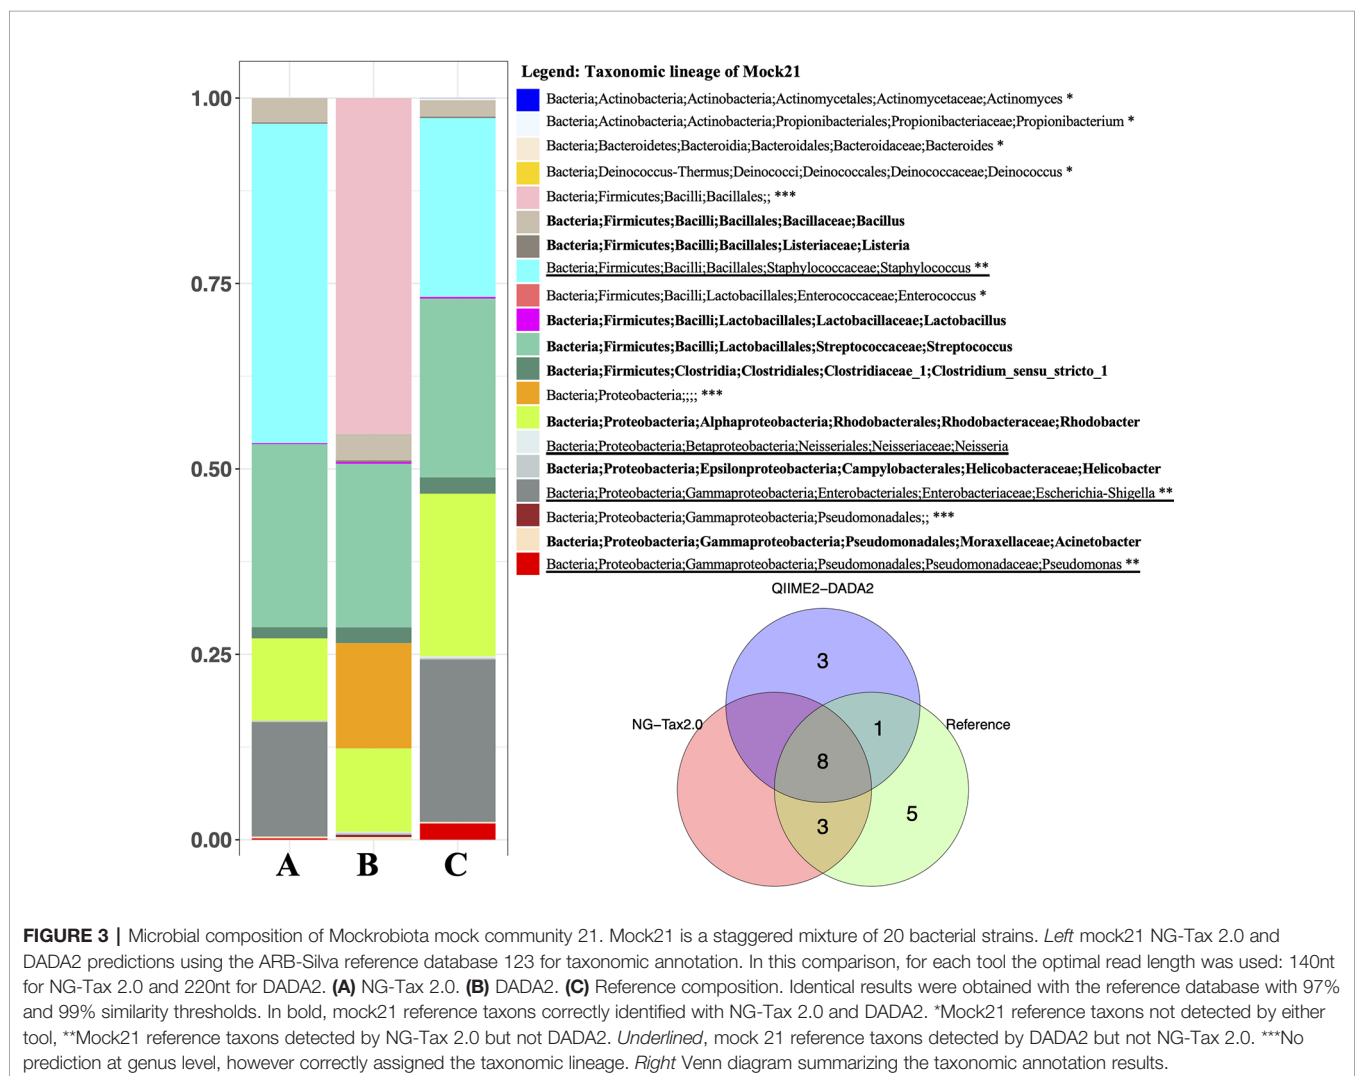 Legend: Taxonomic lineage of Mock21
1.00
0.75
0.50
0.25
0.00
A
B
C
Bacteria;Actinobacteria;Actinobacteria;Actinomycetales;Actinomycetaceae;Actinomyces *
Bacteria;Actinobacteria;Actinobacteria;Propionibacteriales;Propionibacteriaceae;Propionibacterium *
Bacteria;Bacteroidetes;Bacteroidia;Bacteroidales;Bacteroidaceae;Bacteroides *
Bacteria;Deinococcus-Thermus;Deinococci;Deinococcales;Deinococcaceae;Deinococcus *
Bacteria;Firmicutes;Bacilli;Bacillales;; ***
Bacteria;Firmicutes;Bacilli;Bacillales;Bacillaceae;Bacillus
Bacteria;Firmicutes;Bacilli;Bacillales;Listeriaceae;Listeria
Bacteria;Firmicutes;Bacilli;Bacillales;Staphylococcaceae;Staphylococcus **
Bacteria;Firmicutes;Bacilli;Lactobacillales;Enterococcaceae;Enterococcus *
Bacteria;Firmicutes;Bacilli;Lactobacillales;Lactobacillaceae;Lactobacillus
Bacteria;Firmicutes;Bacilli;Lactobacillales;Streptococcaceae;Streptococcus
Bacteria;Firmicutes;Clostridia;Clostridiales;Clostridiaceae_1;Clostridium_sensu_stricto_1
Bacteria;Proteobacteria;;;; ***
Bacteria;Proteobacteria;Alphaproteobacteria;Rhodobacterales;Rhodobacteraceae;Rhodobacter
Bacteria;Proteobacteria;Betaproteobacteria;Neisseriales;Neisseriaceae;Neisseria
Bacteria;Proteobacteria;Epsilonproteobacteria;Campylobacterales;Helicobacteraceae;Helicobacter
Bacteria;Proteobacteria;Gammaproteobacteria;Enterobacteriales;Enterobacteriaceae;Escherichia-Shigella **
Bacteria;Proteobacteria;Gammaproteobacteria;Pseudomonadales;; ***
Bacteria;Proteobacteria;Gammaproteobacteria;Pseudomonadales;Moraxellaceae;Acinetobacter
Bacteria;Proteobacteria;Gammaproteobacteria;Pseudomonadales;Pseudomonadaceae;Pseudomonas **
QIIME2-DADA2
3
NG-Tax2.0
1
Reference
8
3
5
FIGURE 3 | Microbial composition of Mockrobiota mock community 21. Mock21 is a staggered mixture of 20 bacterial strains. Left mock21 NG-Tax 2.0 and
DADA2 predictions using the ARB-Silva reference database 123 for taxonomic annotation. In this comparison, for each tool the optimal read length was used: 140nt
for NG-Tax 2.0 and 220nt for DADA2. (A) NG-Tax 2.0. (B) DADA2. (C) Reference composition. Identical results were obtained with the reference database with 97%
and 99% similarity thresholds. In bold, mock21 reference taxons correctly identified with NG-Tax 2.0 and DADA2. *Mock21 reference taxons not detected by either
tool, **Mock21 reference taxons detected by NG-Tax 2.0 but not DADA2. Underlined, mock 21 reference taxons detected by DADA2 but not NG-Tax 2.0. ***No
prediction at genus level, however correctly assigned the taxonomic lineage. Right Venn diagram summarizing the taxonomic annotation results.